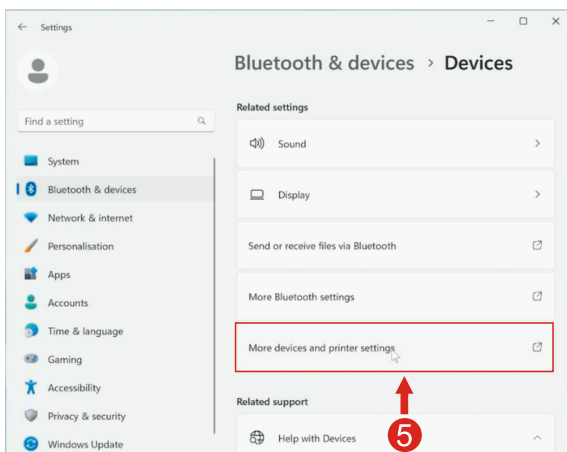 Settings
Bluetooth & devices > Devices
Find a setting
System
Bluetooth & devices
Network & internet
Personalisation
Apps
Accounts
Time & language
Gaming
Accessibility
Privacy & security
Windows Update
Related settings
Sound
Display
Send or receive files via Bluetooth
More Bluetooth settings
More devices and printer settings
Related support
Help with Devices
5